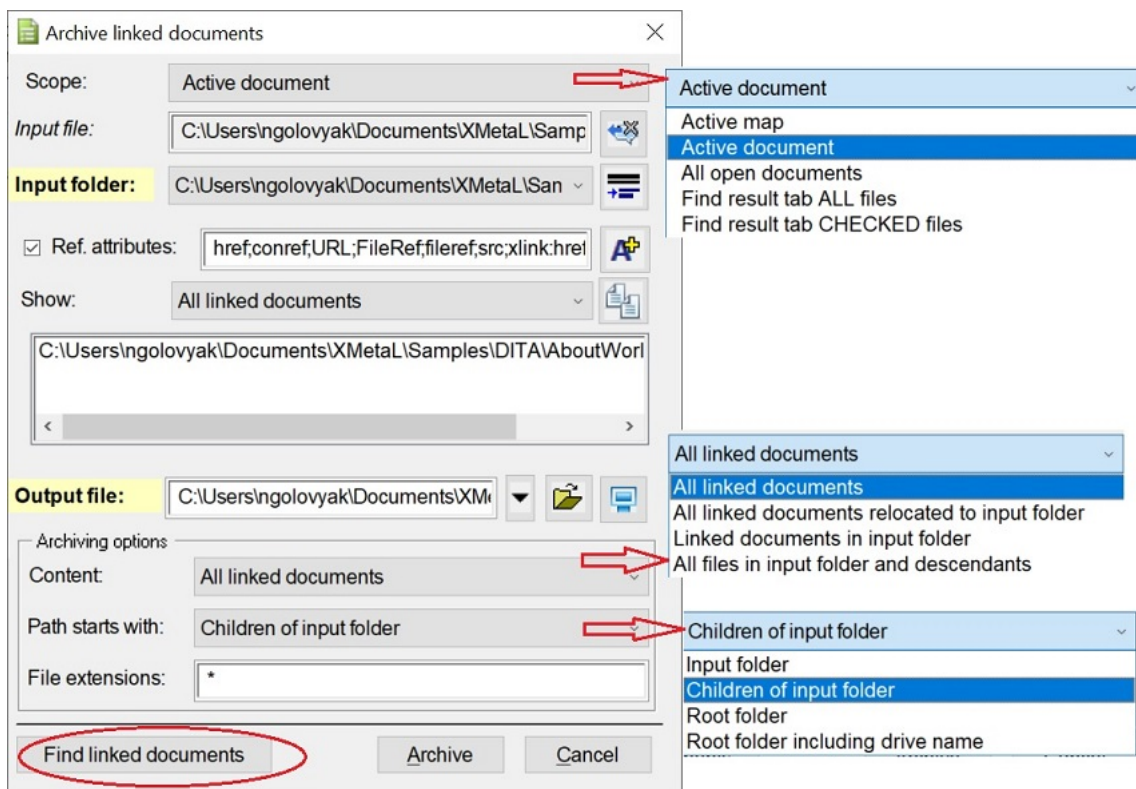 Archive linked documents
Scope: Active document
Input file: C:\Users\ngolovyak\Documents\XMetaL\Samp
Input folder: C:\Users\ngolovyak\Documents\XMetaL\San
Ref. attributes: href;conref;URL;FileRef;fileref;src;xlink:href
Show: All linked documents
C:\Users\ngolovyak\Documents\XMetaL\Samples\DITA\AboutWorl
Output file: C:\Users\ngolovyak\Documents\XM
Archiving options
Content: All linked documents
Path starts with: Children of input folder
File extensions: *
Find linked documents Archive Cancel
Active document
Active map
Active document
All open documents
Find result tab ALL files
Find result tab CHECKED files
All linked documents
All linked documents
All linked documents relocated to input folder
Linked documents in input folder
All files in input folder and descendants
Children of input folder
Input folder
Children of input folder
Root folder
Root folder including drive name